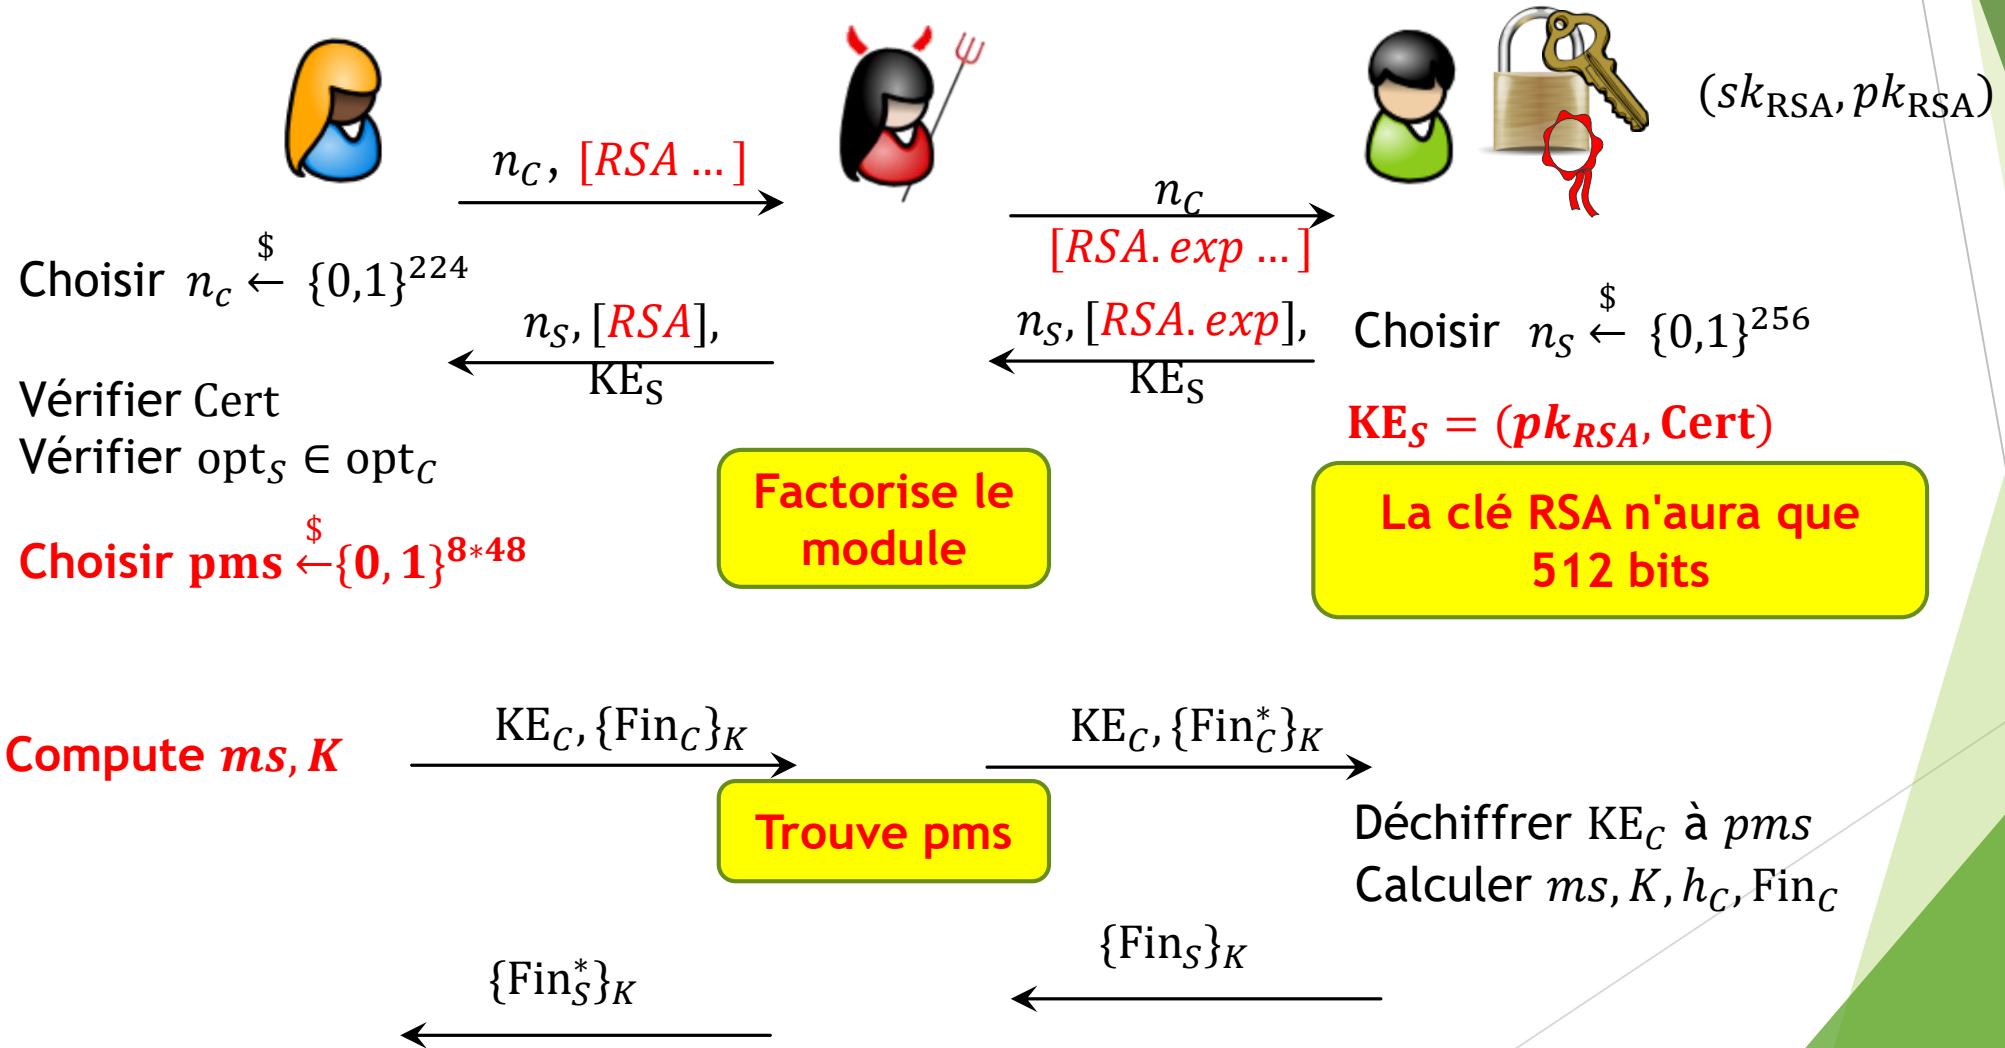 (sk_RSA, pk_RSA)
n_C, [RSA …]
n_C
[RSA. exp …]
Choisir n_c ←$ {0,1}^224
n_S, [RSA],
KE_S
n_S, [RSA. exp],
KE_S
Choisir n_S ←$ {0,1}^256
Vérifier Cert
Vérifier opt_S ∈ opt_C
KE_S = (pk_RSA, Cert)
Factorise le
module
La clé RSA n'aura que
512 bits
Choisir pms ←$ {0, 1}^8*48
Compute ms, K
KE_C, {Fin_C}_K
KE_C, {Fin*_C}_K
Trouve pms
Déchiffrer KE_C à pms
Calculer ms, K, h_C, Fin_C
{Fin_S}_K
{Fin*_S}_K